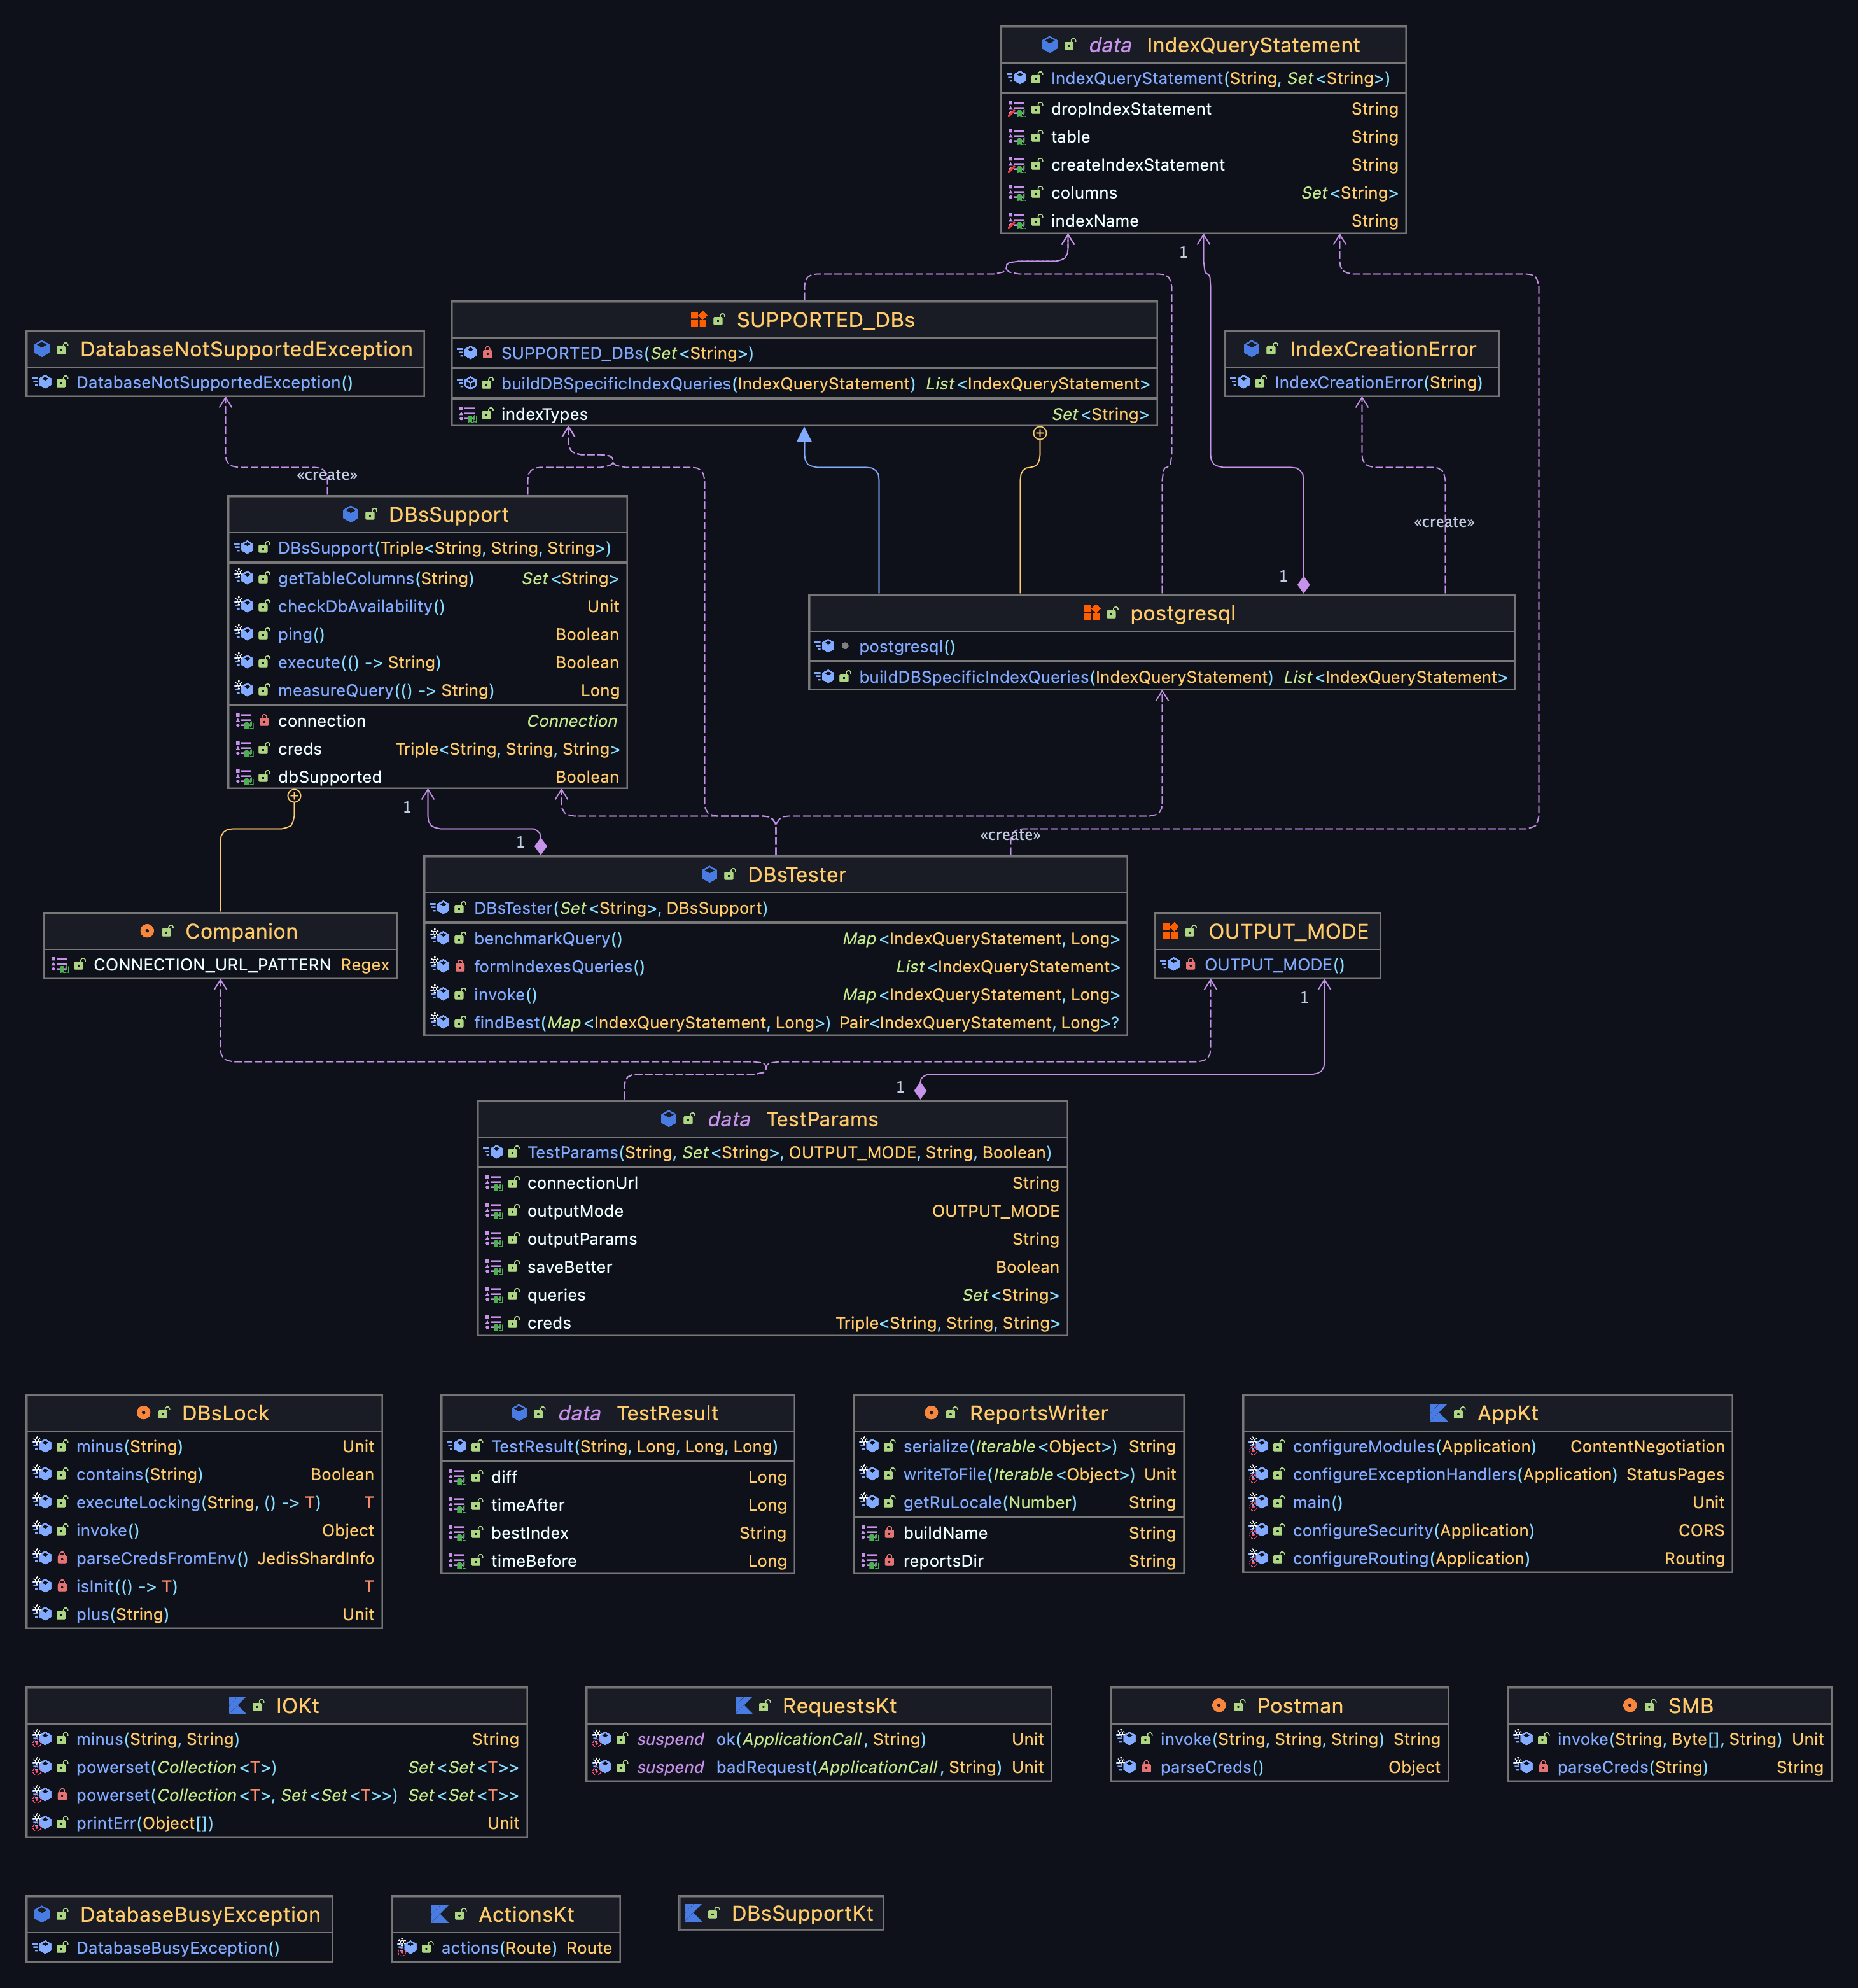 data IndexQueryStatement
IndexQueryStatement(String, Set<String>)
dropIndexStatement String
table String
createIndexStatement String
columns Set<String>
indexName String
1
SUPPORTED_DBs
SUPPORTED_DBs(Set<String>)
buildDBSpecificIndexQueries(IndexQueryStatement) List<IndexQueryStatement>
indexTypes Set<String>
DatabaseNotSupportedException
DatabaseNotSupportedException()
IndexCreationError
IndexCreationError(String)
«create»
DBsSupport
DBsSupport(Triple<String, String, String>)
getTableColumns(String) Set<String>
checkDbAvailability() Unit
ping() Boolean
execute(() -> String) Boolean
measureQuery(() -> String) Long
connection Connection
creds Triple<String, String, String>
dbSupported Boolean
«create»
1
postgresql
postgresql()
buildDBSpecificIndexQueries(IndexQueryStatement) List<IndexQueryStatement>
1
1
«create»
DBsTester
DBsTester(Set<String>, DBsSupport)
benchmarkQuery() Map<IndexQueryStatement, Long>
formIndexesQueries() List<IndexQueryStatement>
invoke() Map<IndexQueryStatement, Long>
findBest(Map<IndexQueryStatement, Long>) Pair<IndexQueryStatement, Long>?
Companion
CONNECTION_URL_PATTERN Regex
OUTPUT_MODE
OUTPUT_MODE()
1
1
data TestParams
TestParams(String, Set<String>, OUTPUT_MODE, String, Boolean)
connectionUrl String
outputMode OUTPUT_MODE
outputParams String
saveBetter Boolean
queries Set<String>
creds Triple<String, String, String>
DBsLock
minus(String) Unit
contains(String) Boolean
executeLocking(String, () -> T) T
invoke() Object
parseCredsFromEnv() JedisShardInfo
isInit(() -> T) T
plus(String) Unit
data TestResult
TestResult(String, Long, Long, Long)
diff Long
timeAfter Long
bestIndex String
timeBefore Long
ReportsWriter
serialize(Iterable<Object>) String
writeToFile(Iterable<Object>) Unit
getRuLocale(Number) String
buildName String
reportsDir String
AppKt
configureModules(Application) ContentNegotiation
configureExceptionHandlers(Application) StatusPages
main() Unit
configureSecurity(Application) CORS
configureRouting(Application) Routing
IOKt
minus(String, String) String
powerset(Collection<T>) Set<Set<T>>
powerset(Collection<T>, Set<Set<T>>) Set<Set<T>>
printErr(Object[]) Unit
RequestsKt
suspend ok(ApplicationCall, String) Unit
suspend badRequest(ApplicationCall, String) Unit
Postman
invoke(String, String, String) String
parseCreds() Object
SMB
invoke(String, Byte[], String) Unit
parseCreds(String) String
DatabaseBusyException
DatabaseBusyException()
ActionsKt
actions(Route) Route
DBsSupportKt